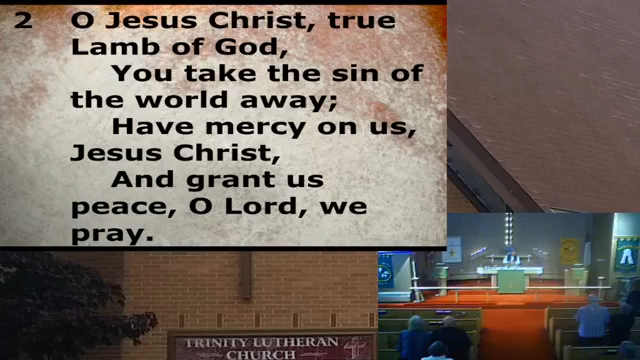 2 O Jesus Christ, true
Lamb of God,
You take the sin of
the world away;
Have mercy on us,
Jesus Christ,
And grant us
peace, O Lord, we
pray.
TRINITY LUTHERAN
CHURCH